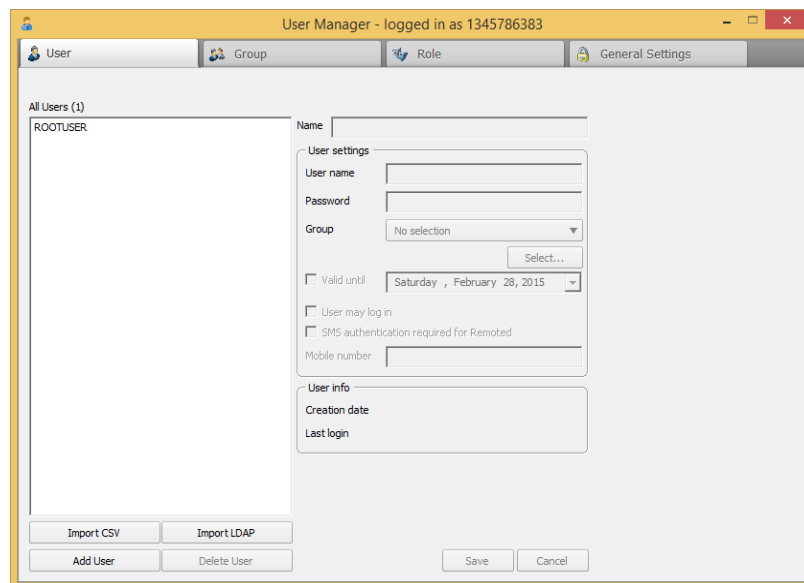 User Manager - logged in as 1345786383
User
Group
Role
General Settings
All Users (1)
ROOTUSER
Name
User settings
User name
Password
Group
No selection
Select...
Valid until
Saturday , February 28, 2015
User may log in
SMS authentication required for Remoted
Mobile number
User info
Creation date
Last login
Import CSV
Import LDAP
Add User
Delete User
Save
Cancel